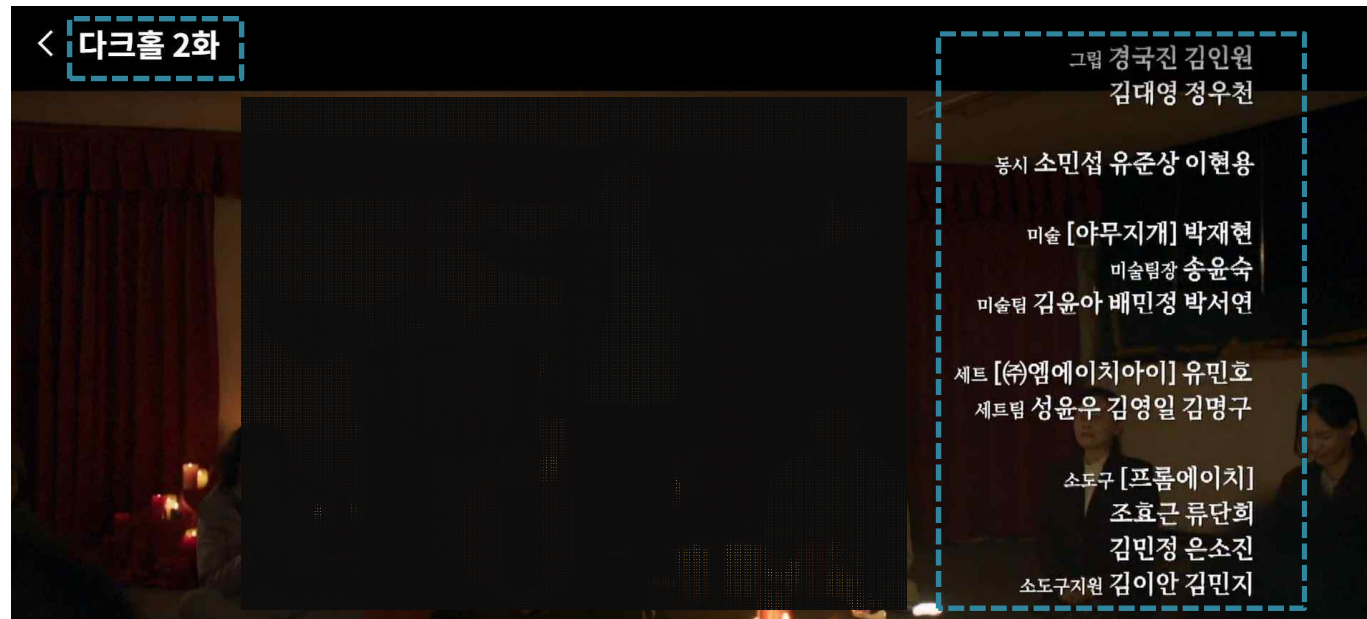 다크홀 2화
그립 경국진 김인원
김대영 정우천
동시 소민섭 유준상 이현용
미술 [야무지개] 박재현
미술팀장 송윤숙
미술팀 김윤아 배민정 박서연
세트 [㈜엠에이치아이] 유민호
세트팀 성윤우 김영일 김명구
소도구 [프롬에이치]
조효근 류단희
김민정 은소진
소도구지원 김이안 김민지